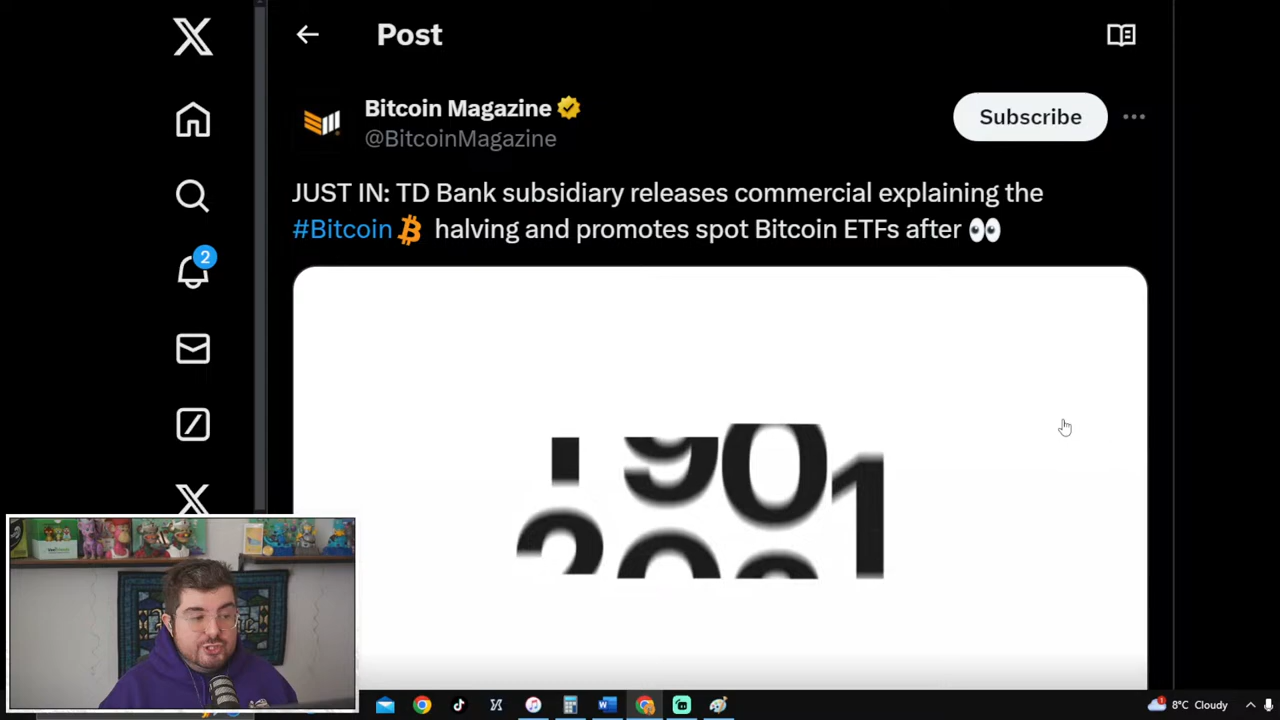 Post
Bitcoin Magazine
@BitcoinMagazine
Subscribe
JUST IN: TD Bank subsidiary releases commercial explaining the
#Bitcoin halving and promotes spot Bitcoin ETFs after 👀
2
8°C Cloudy